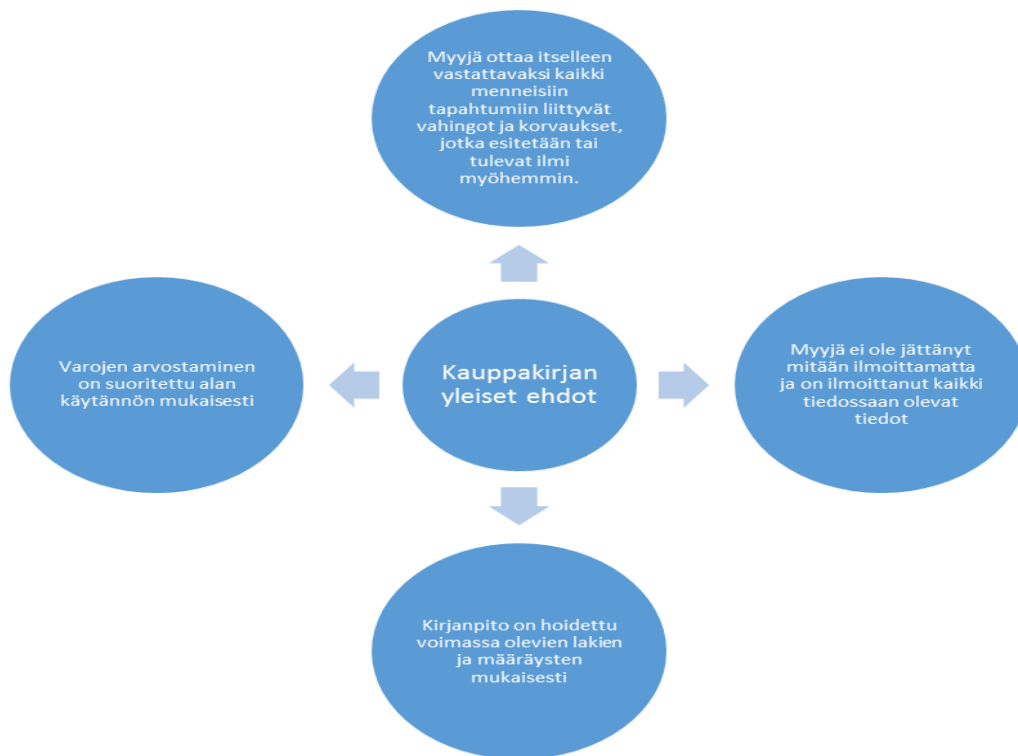 Myyjä ottaa itselleen
vastattavaksi kaikki
menneisiin
tapahtumiin liittyvät
vahingot ja korvaukset,
jotka esitetään tai
tulevat ilmi
myöhemmin.
Varojen arvostaminen
on suoritettu alan
käytännön mukaisesti
Kauppakirjan
yleiset ehdot
Myyjä ei ole jättänyt
mitään ilmoittamatta
ja on ilmoittanut kaikki
tiedossaan olevat
tiedot
Kirjanpito on hoidettu
voimassa olevien lakien
ja määräysten
mukaisesti